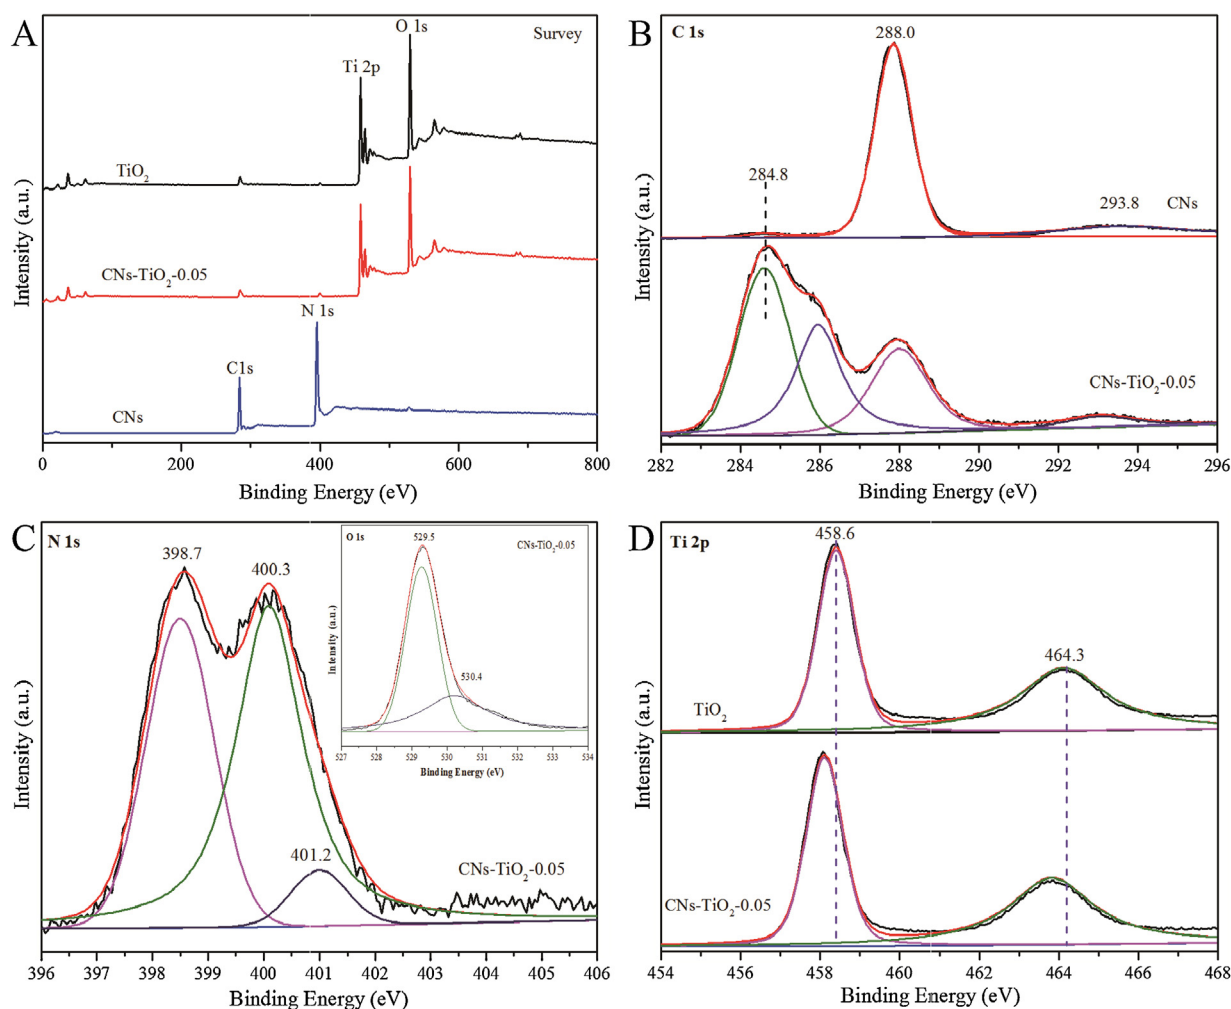 A
Survey
O 1s
Ti 2p
TiO2
CNs-TiO2-0.05
N 1s
C1s
CNs
Intensity (a.u.)
0 200 400 600 800
Binding Energy (eV)
B
C 1s
288.0
284.8
293.8
CNs
CNs-TiO2-0.05
Intensity (a.u.)
282 284 286 288 290 292 294 296
Binding Energy (eV)
C
N 1s
398.7
400.3
401.2
CNs-TiO2-0.05
Intensity (a.u.)
396 397 398 399 400 401 402 403 404 405 406
Binding Energy (eV)
O 1s
529.5
CNs-TiO2-0.05
530.4
Intensity (a.u.)
527 528 529 530 531 532 533 534
Binding Energy (eV)
D
Ti 2p
458.6
464.3
TiO2
CNs-TiO2-0.05
Intensity (a.u.)
454 456 458 460 462 464 466 468
Binding Energy (eV)